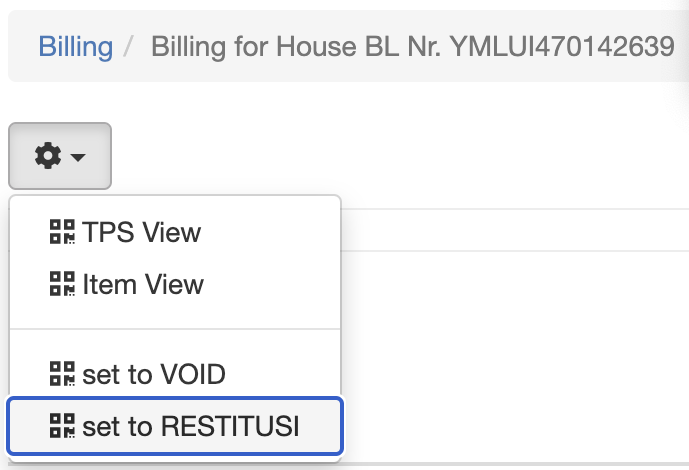 Billing / Billing for House BL Nr. YMLUI470142639
TPS View
Item View
set to VOID
set to RESTITUSI